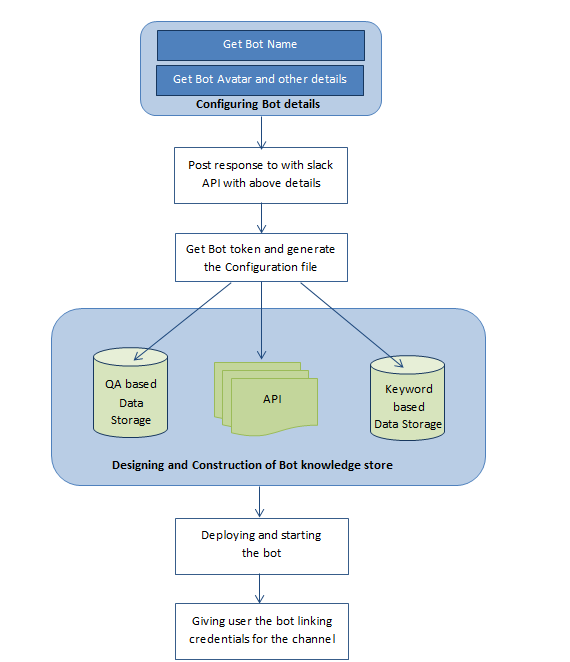 Get Bot Name
Get Bot Avatar and other details
Configuring Bot details
Post response to with slack
API with above details
Get Bot token and generate
the Configuration file
QA based
Data
Storage
API
Keyword
based
Data Storage
Designing and Construction of Bot knowledge store
Deploying and starting
the bot
Giving user the bot linking
credentials for the channel